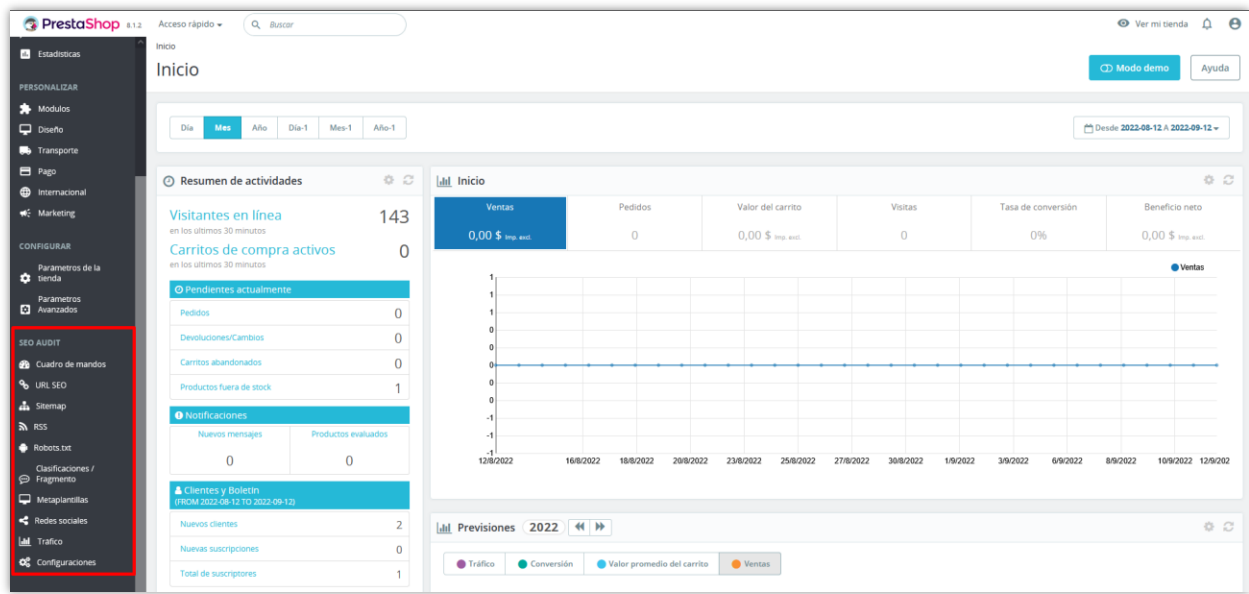 PrestaShop 8.1.2
Acceso rápido
Buscar
Ver mi tienda
Estadísticas
PERSONALIZAR
Modulos
Diseño
Transporte
Pago
Internacional
Marketing
CONFIGURAR
Parametros de la
tienda
Parametros
Avanzados
SEO AUDIT
Cuadro de mandos
URL SEO
Sitemap
RSS
Robots.txt
Clasificaciones /
Fragmento
Metaplantillas
Redes sociales
Trafico
Configuraciones
Inicio
Inicio
Modo demo
Ayuda
Día Mes Año Día-1 Mes-1 Año-1
Desde 2022-08-12 A 2022-09-12
Resumen de actividades
Visitantes en línea 143
en los últimos 30 minutos
Carritos de compra activos 0
en los últimos 30 minutos
Pendientes actualmente
Pedidos 0
Devoluciones/Cambios 0
Carritos abandonados 0
Productos fuera de stock 1
Notificaciones
Nuevos mensajes Productos evaluados
0 0
Clientes y Boletín
(FROM 2022-08-12 TO 2022-09-12)
Nuevos clientes 2
Nuevas suscripciones 0
Total de suscriptores 1
Inicio
Ventas Pedidos Valor del carrito Visitas Tasa de conversión Beneficio neto
0,00 $ Imp. excl. 0 0,00 $ Imp. excl. 0 0% 0,00 $ Imp. excl.
Ventas
1
1
1
0
0
0
0
0
-1
-1
-1
12/8/2022 16/8/2022 18/8/2022 20/8/2022 23/8/2022 25/8/2022 27/8/2022 30/8/2022 1/9/2022 3/9/2022 6/9/2022 8/9/2022 10/9/2022 12/9/202
Previsiones 2022
Tráfico Conversión Valor promedio del carrito Ventas